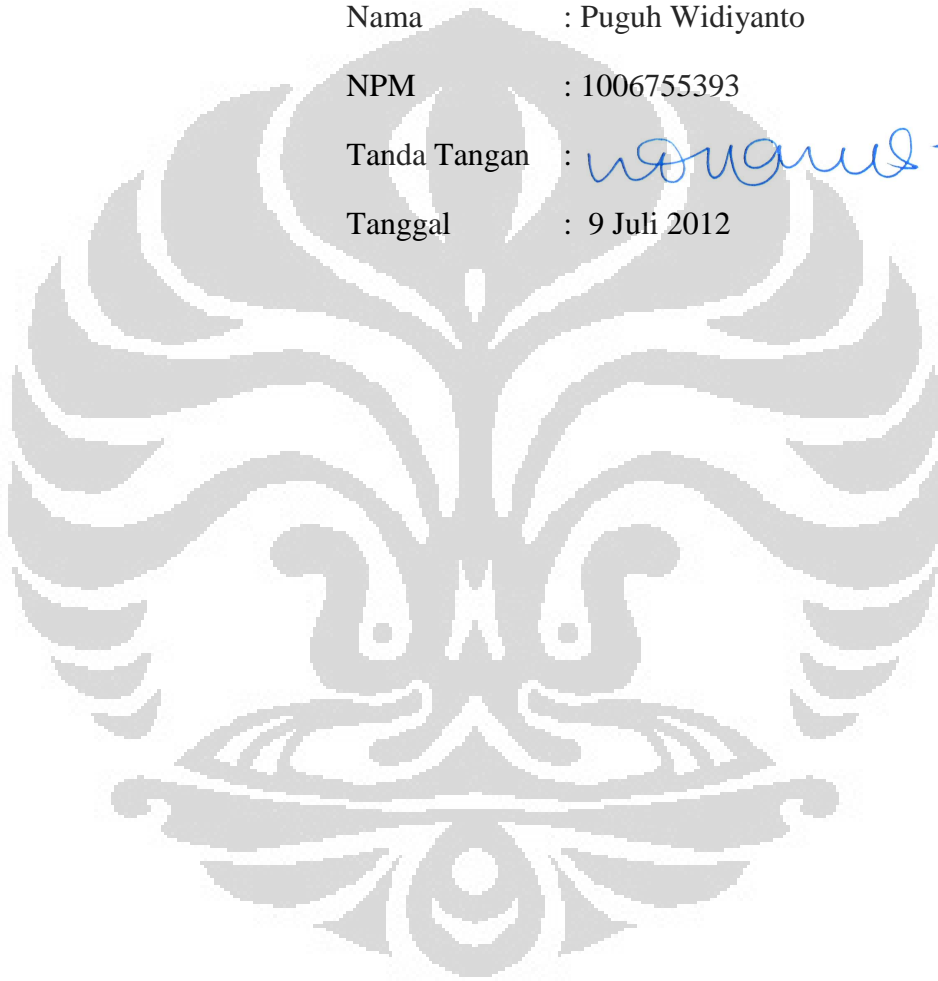 Nama : Puguh Widiyanto
NPM : 1006755393
Tanda Tangan :
Tanggal : 9 Juli 2012